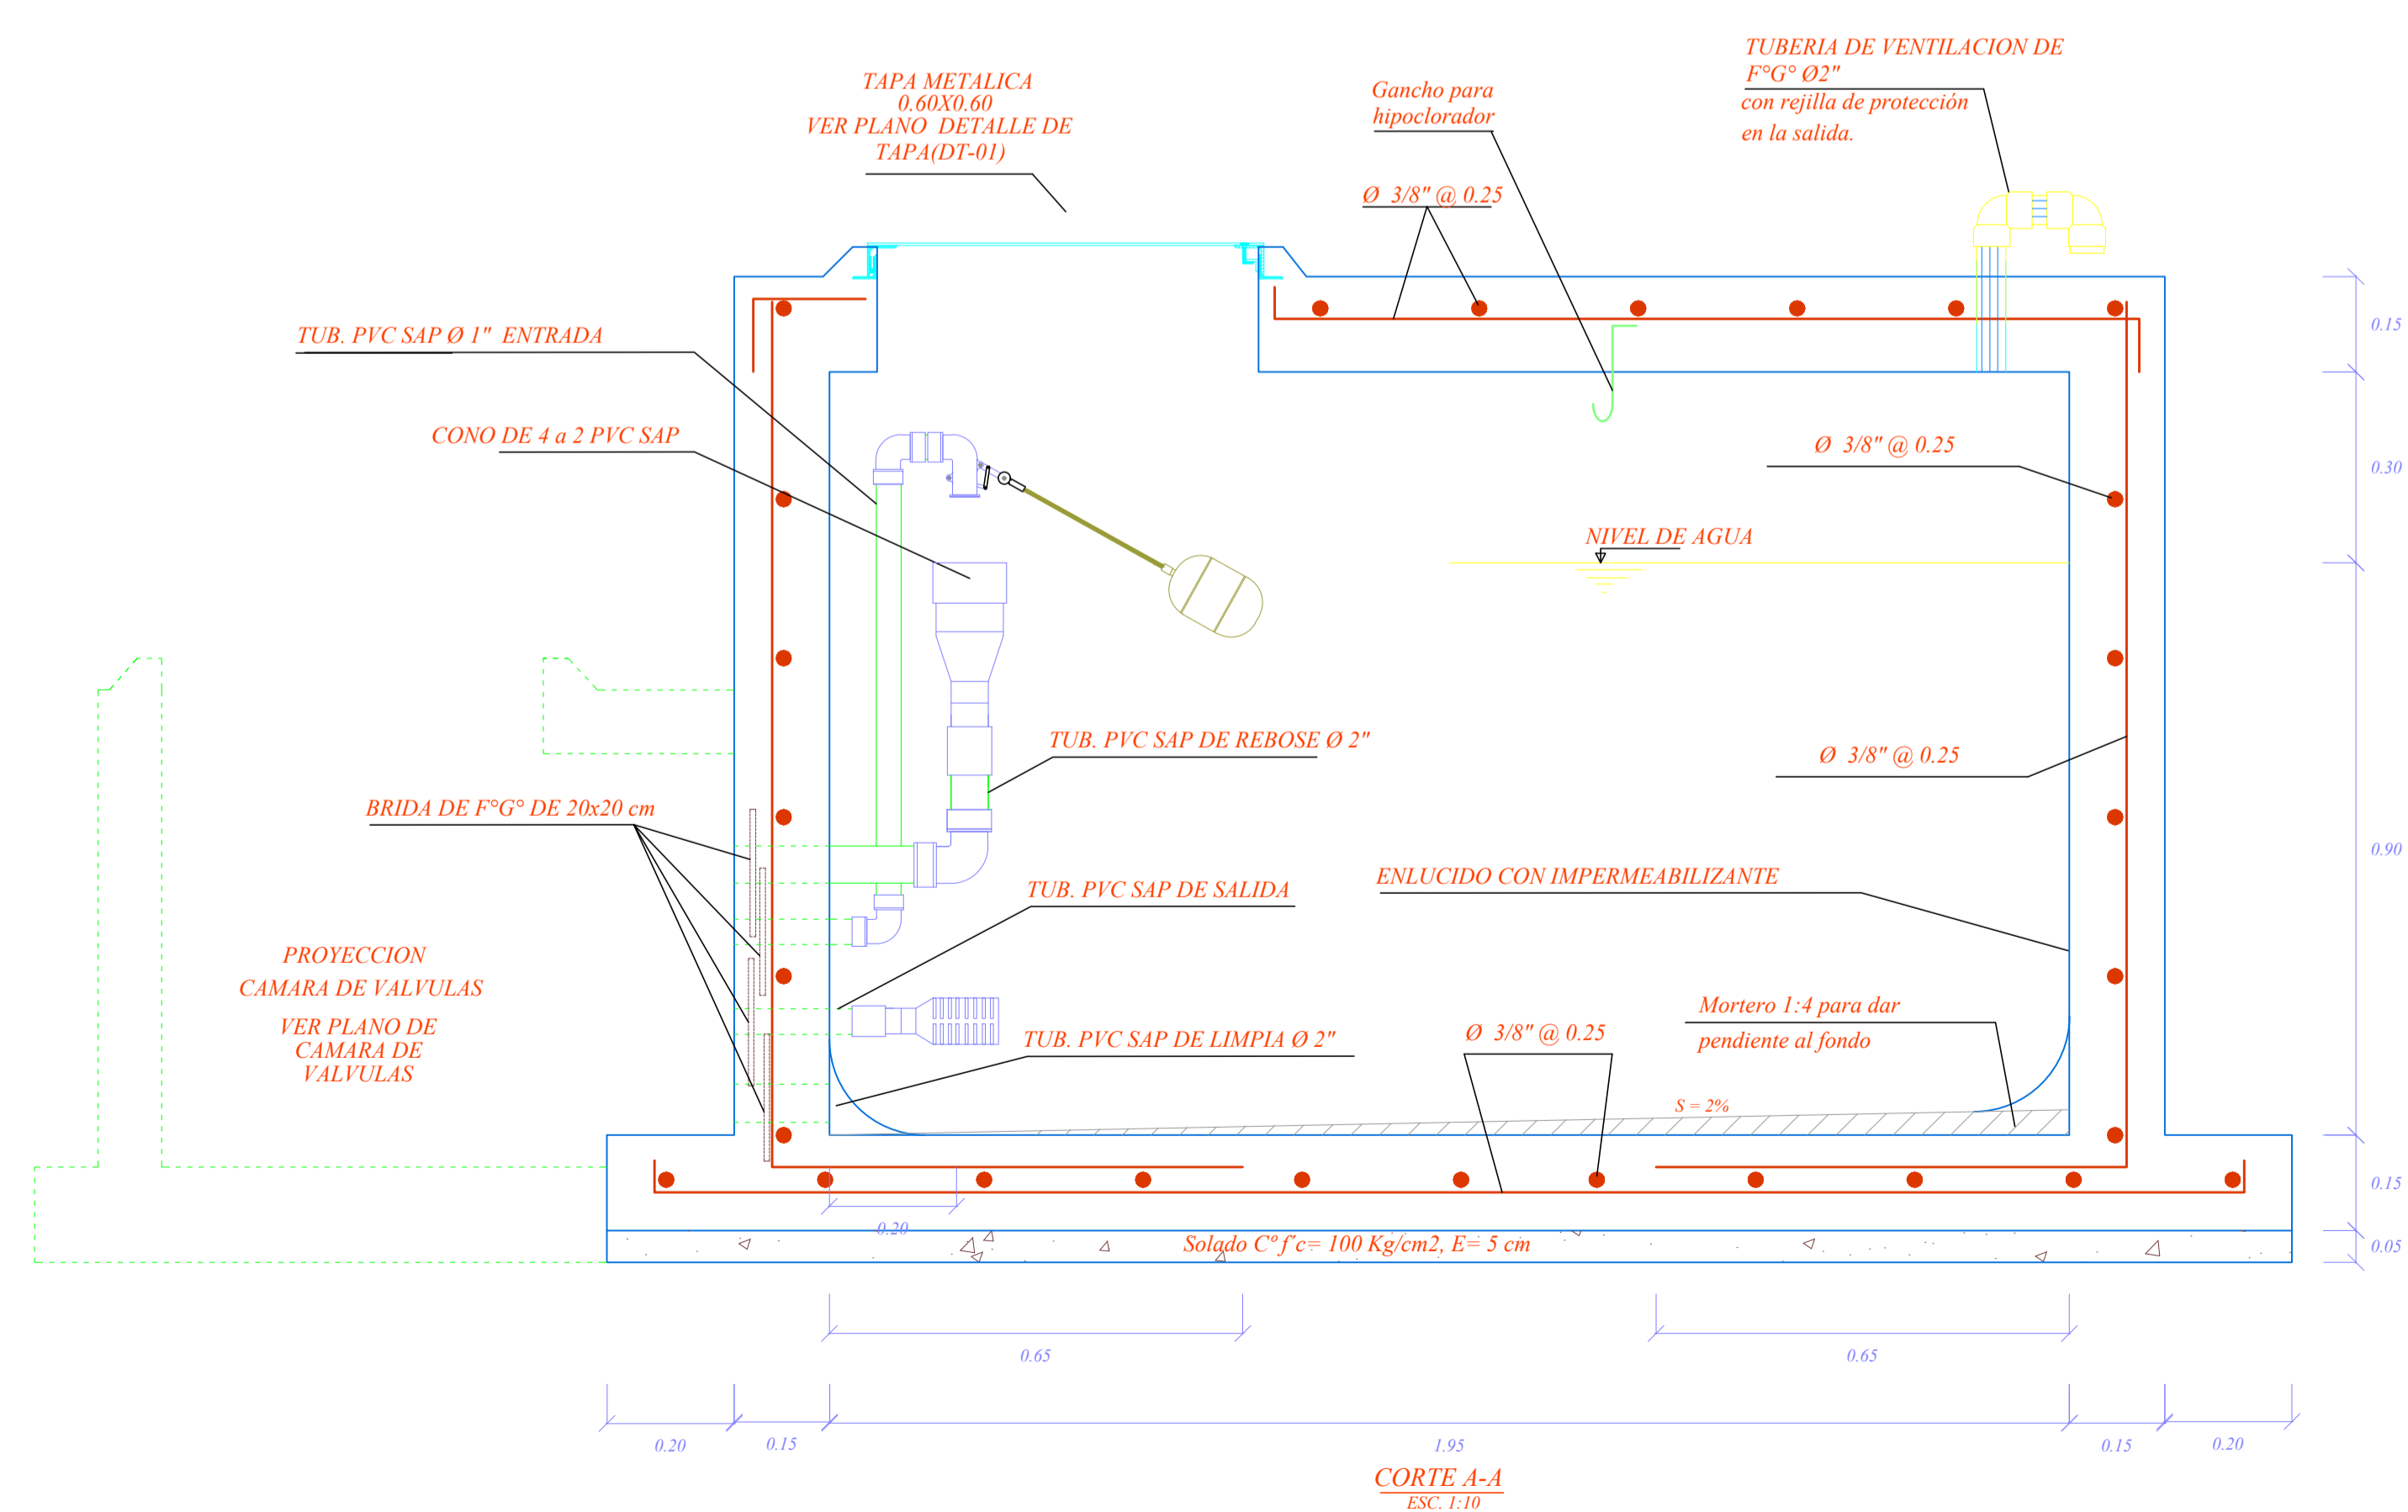 TUBERIA DE VENTILACION DE
F°G° Ø2"
con rejilla de protección
en la salida.
TAPA METALICA
0.60X0.60
VER PLANO DETALLE DE
TAPA(DT-01)
Gancho para
hipoclorador
Ø 3/8" @ 0.25
TUB. PVC SAP Ø 1" ENTRADA
0.15
CONO DE 4 a 2 PVC SAP
Ø 3/8" @ 0.25
0.30
NIVEL DE AGUA
TUB. PVC SAP DE REBOSE Ø 2"
Ø 3/8" @ 0.25
BRIDA DE F°G° DE 20x20 cm
0.90
TUB. PVC SAP DE SALIDA
ENLUCIDO CON IMPERMEABILIZANTE
PROYECCION
CAMARA DE VALVULAS
VER PLANO DE
CAMARA DE
VALVULAS
TUB. PVC SAP DE LIMPIA Ø 2"
Ø 3/8" @ 0.25
Mortero 1:4 para dar
pendiente al fondo
S = 2%
0.15
0.20
Solado Cº f´c= 100 Kg/cm2, E= 5 cm
0.05
0.65
0.65
0.20
0.15
1.95
0.15
0.20
CORTE A-A
ESC. 1:10